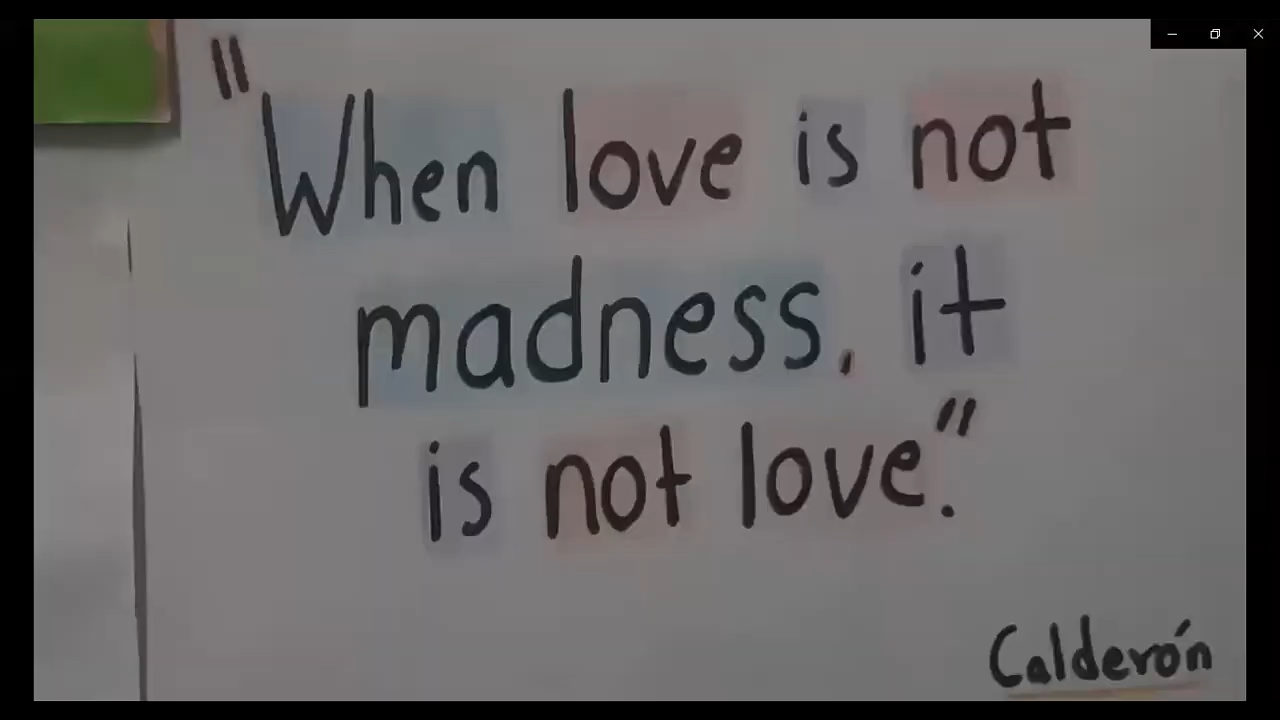 "When love is not
madness, it
is not love."
Calderón